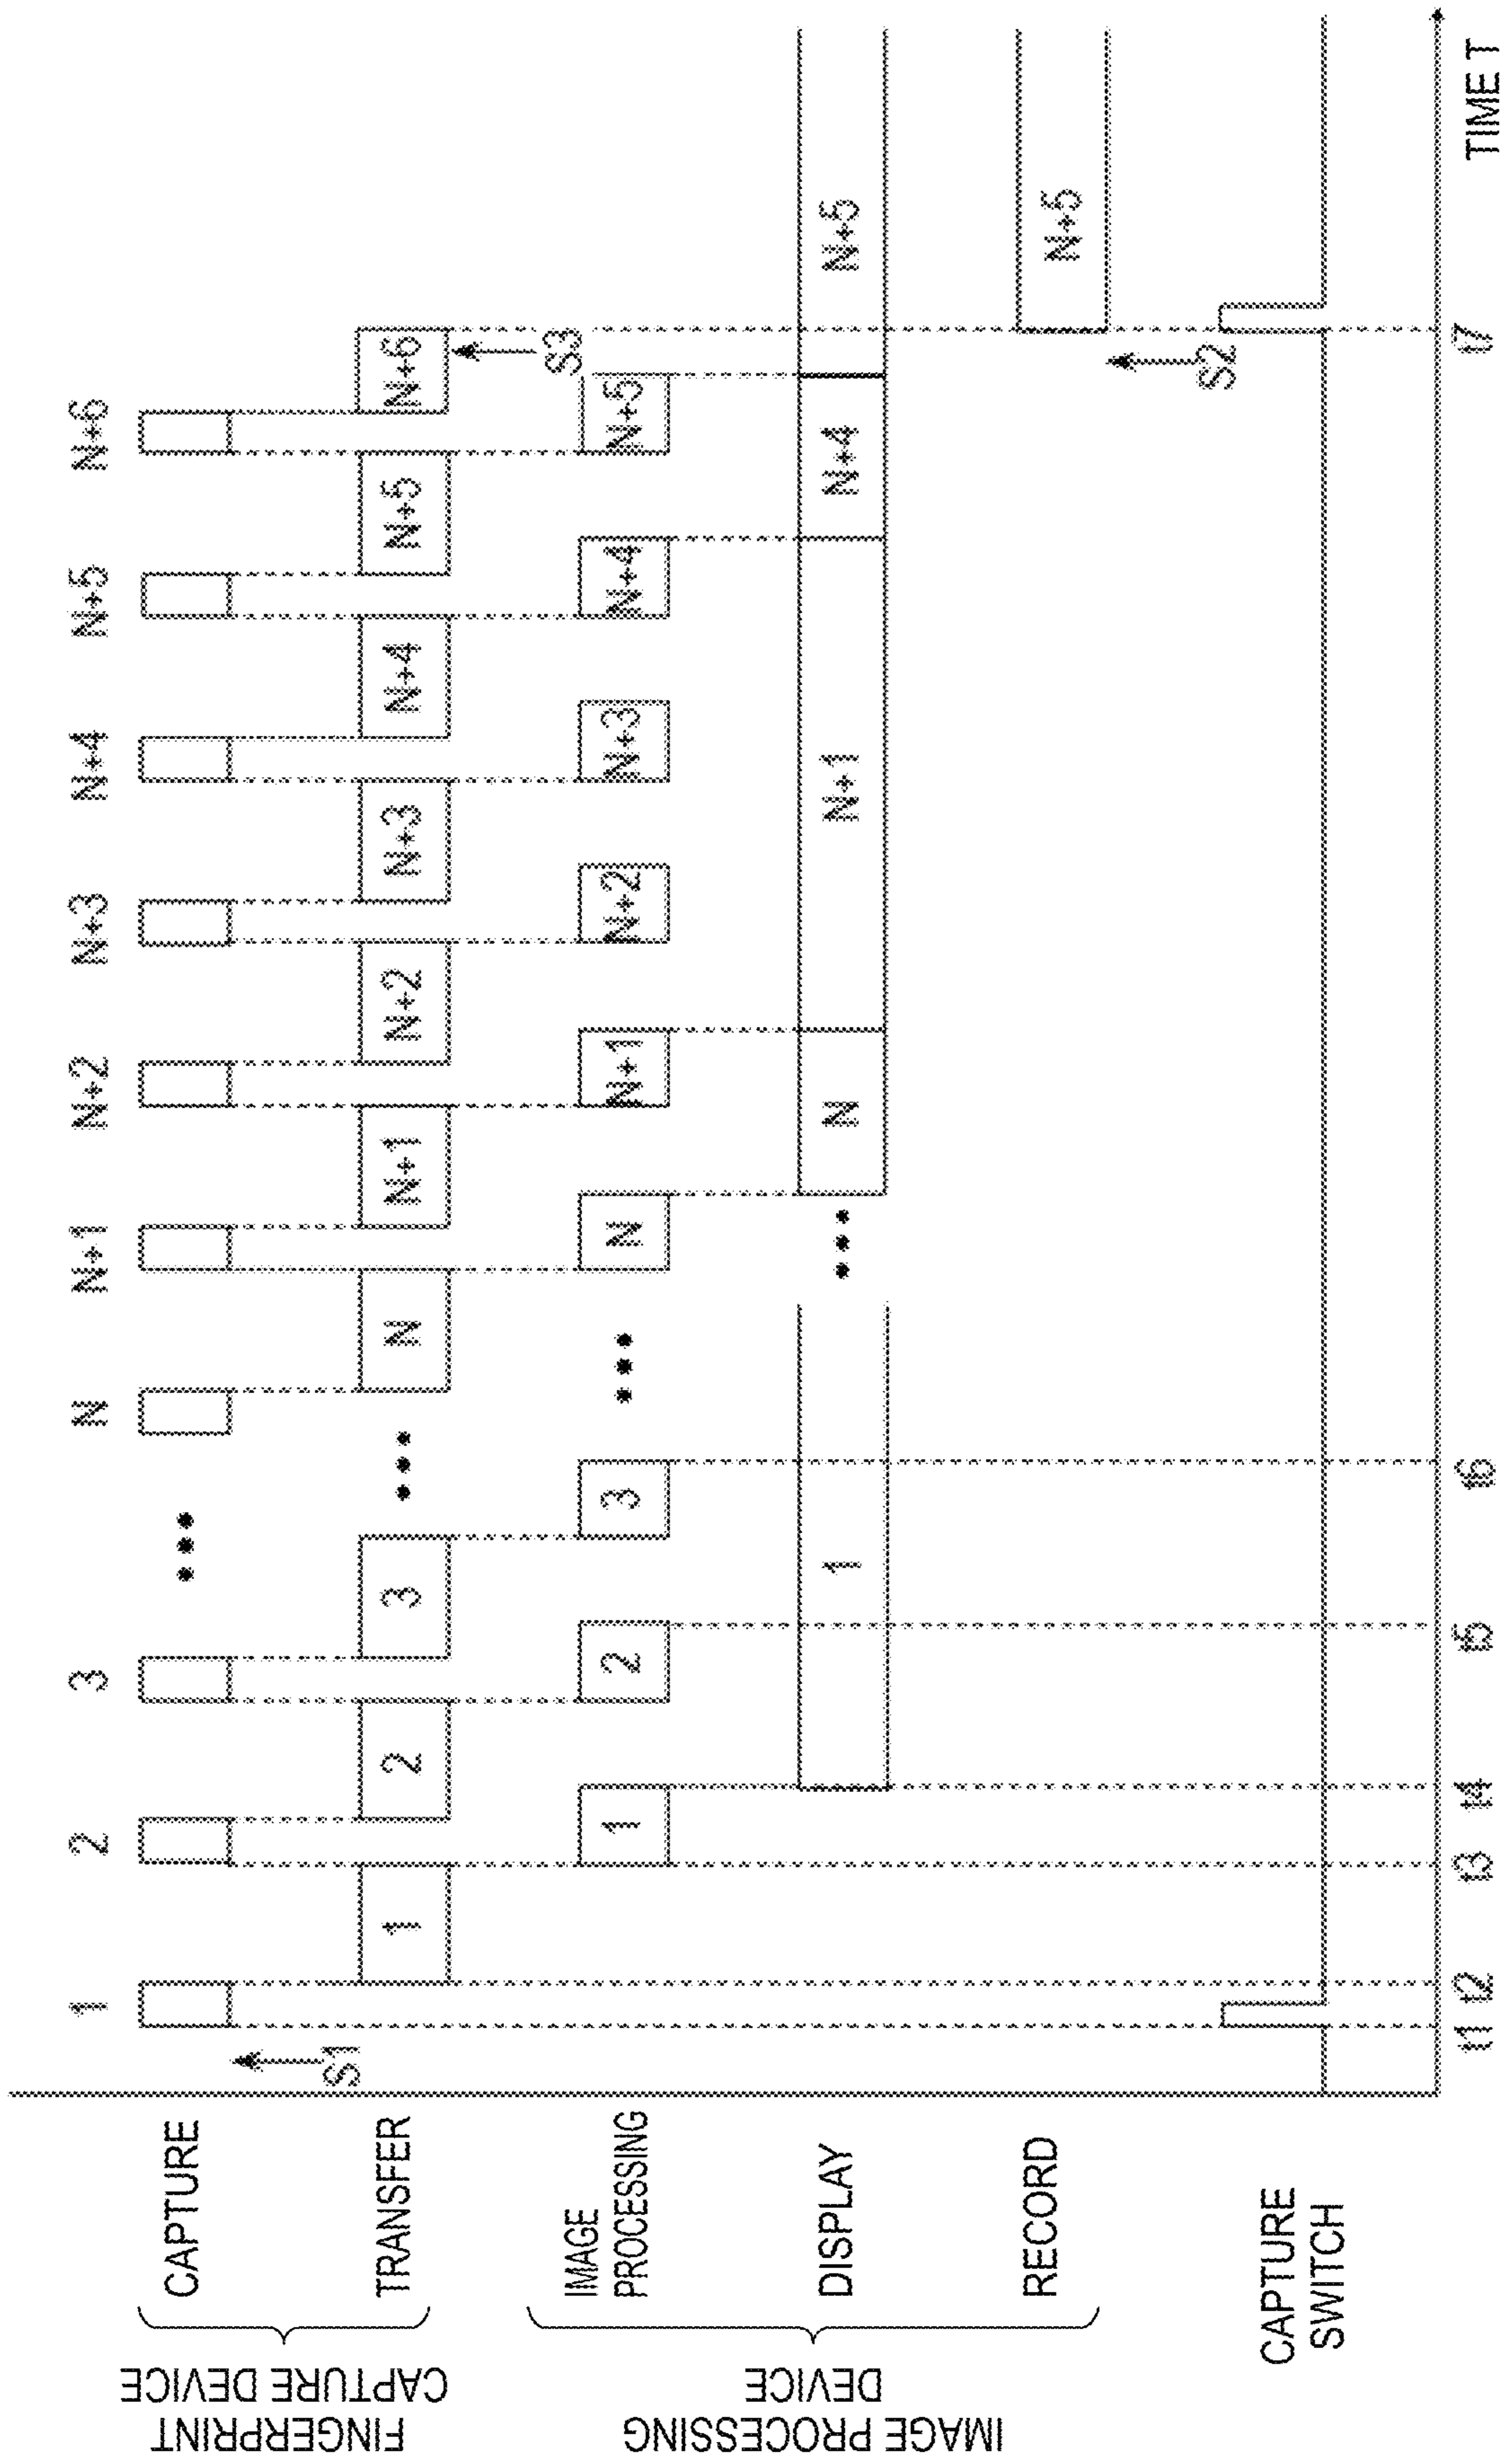 FINGERPRINT
CAPTURE DEVICE
CAPTURE
1 2 3 ••• N N+1 N+2 N+3 N+4 N+5 N+6
S1
TRANSFER
1 2 3 ••• N N+1 N+2 N+3 N+4 N+5 N+6
S3
IMAGE PROCESSING
DEVICE
IMAGE
PROCESSING
1 2 3 ••• N N+1 N+2 N+3 N+4 N+5
DISPLAY
1 ••• N N+1 N+4 N+5
RECORD
N+5
S2
CAPTURE
SWITCH
t1 t2 t3 t4 t5 t6 t7
TIME T